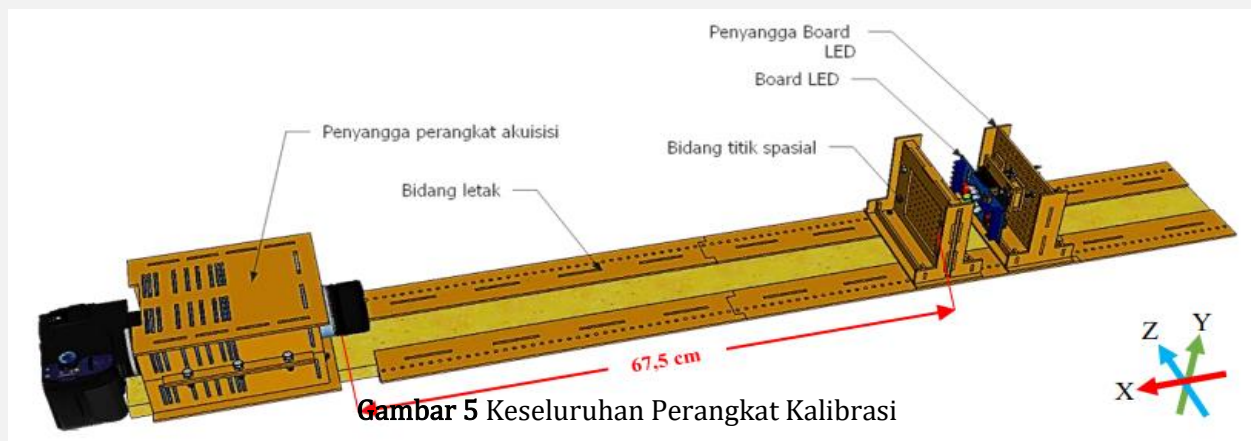 Penyangga Board
LED
Board LED
Penyangga perangkat akuisisi
Bidang titik spasial
Bidang letak
67,5 cm
Z
Y
X
Gambar 5 Keseluruhan Perangkat Kalibrasi